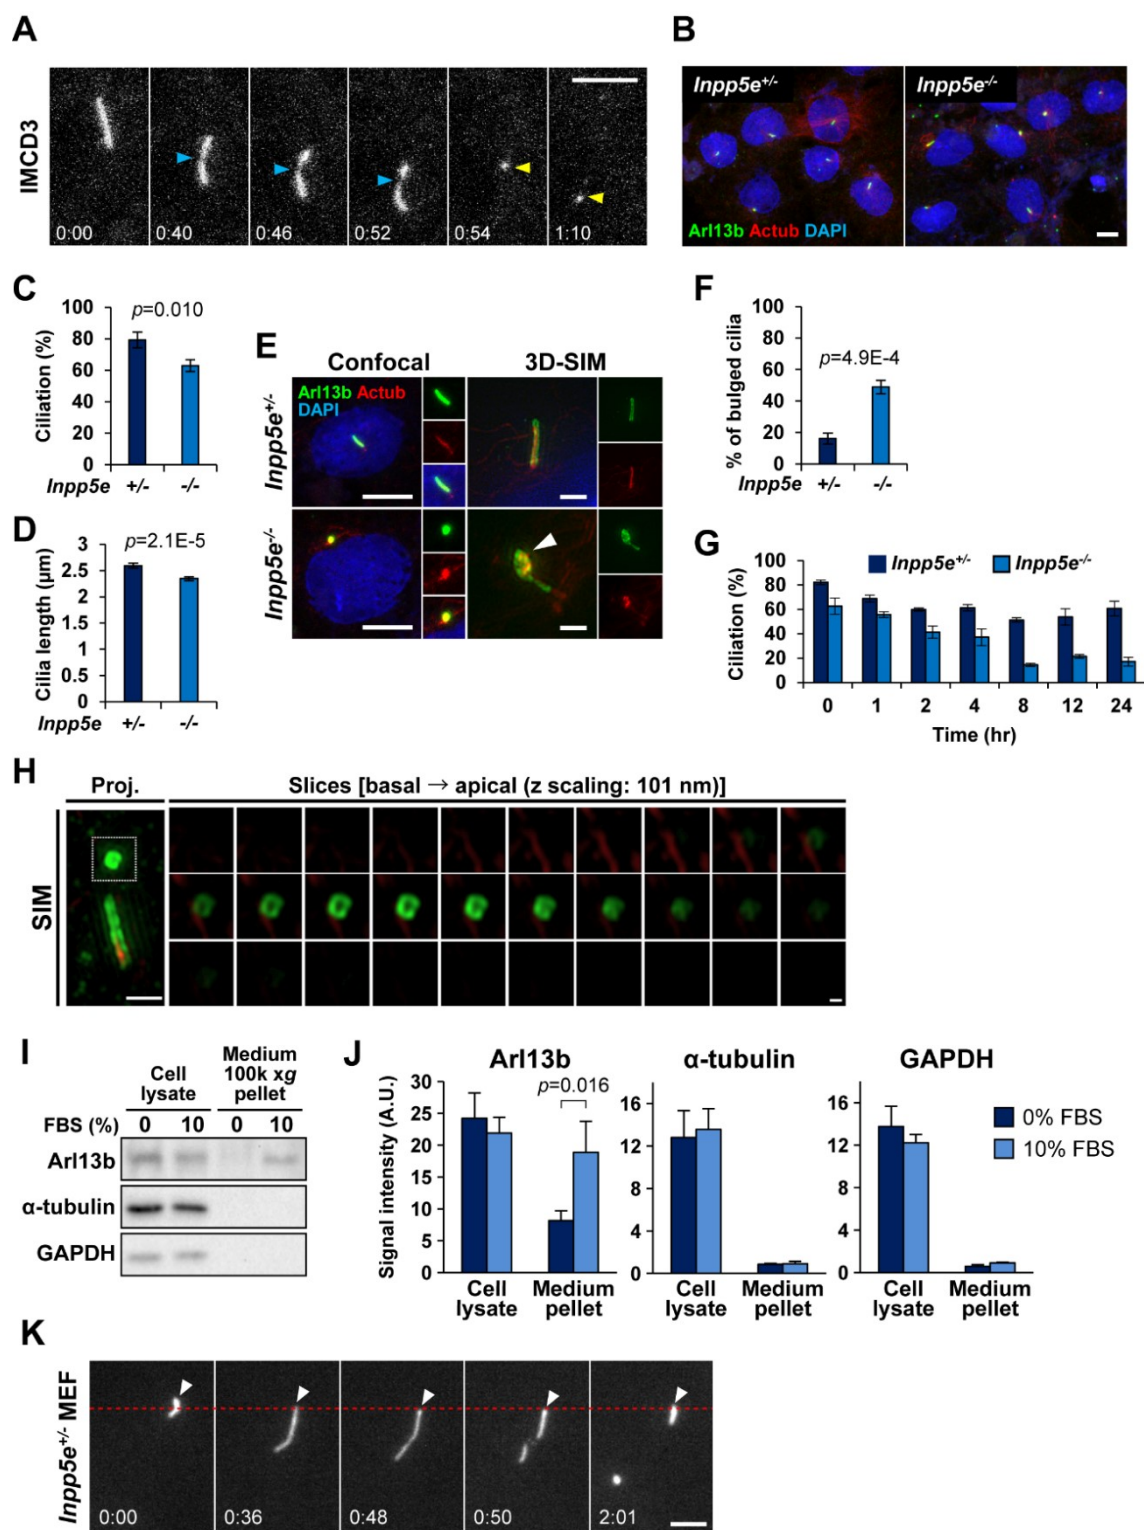 A
IMCD3
0:00
0:40
0:46
0:52
0:54
1:10
B
Inpp5e+/-
Inpp5e-/-
Arl13b Actub DAPI
C
Ciliation (%)
100
80
60
40
20
0
p=0.010
Inpp5e +/- -/-
D
Cilia length (µm)
3
2.5
2
1.5
1
0.5
0
p=2.1E-5
Inpp5e +/- -/-
E
Confocal 3D-SIM
Inpp5e+/-
Arl13b Actub
DAPI
Inpp5e-/-
F
% of bulged cilia
100
80
60
40
20
0
p=4.9E-4
Inpp5e +/- -/-
G
Ciliation (%)
100
80
60
40
20
0
Inpp5e+/- Inpp5e-/-
0 1 2 4 8 12 24
Time (hr)
H
Proj. Slices [basal → apical (z scaling: 101 nm)]
SIM
I
Cell lysate
Medium 100k xg pellet
FBS (%) 0 10 0 10
Arl13b
α-tubulin
GAPDH
J
Signal intensity (A.U.)
Arl13b
30
25
20
15
10
5
0
p=0.016
Cell lysate
Medium pellet
α-tubulin
16
12
8
4
0
Cell lysate
Medium pellet
GAPDH
16
12
8
4
0
Cell lysate
Medium pellet
0% FBS
10% FBS
K
Inpp5e+/- MEF
0:00
0:36
0:48
0:50
2:01